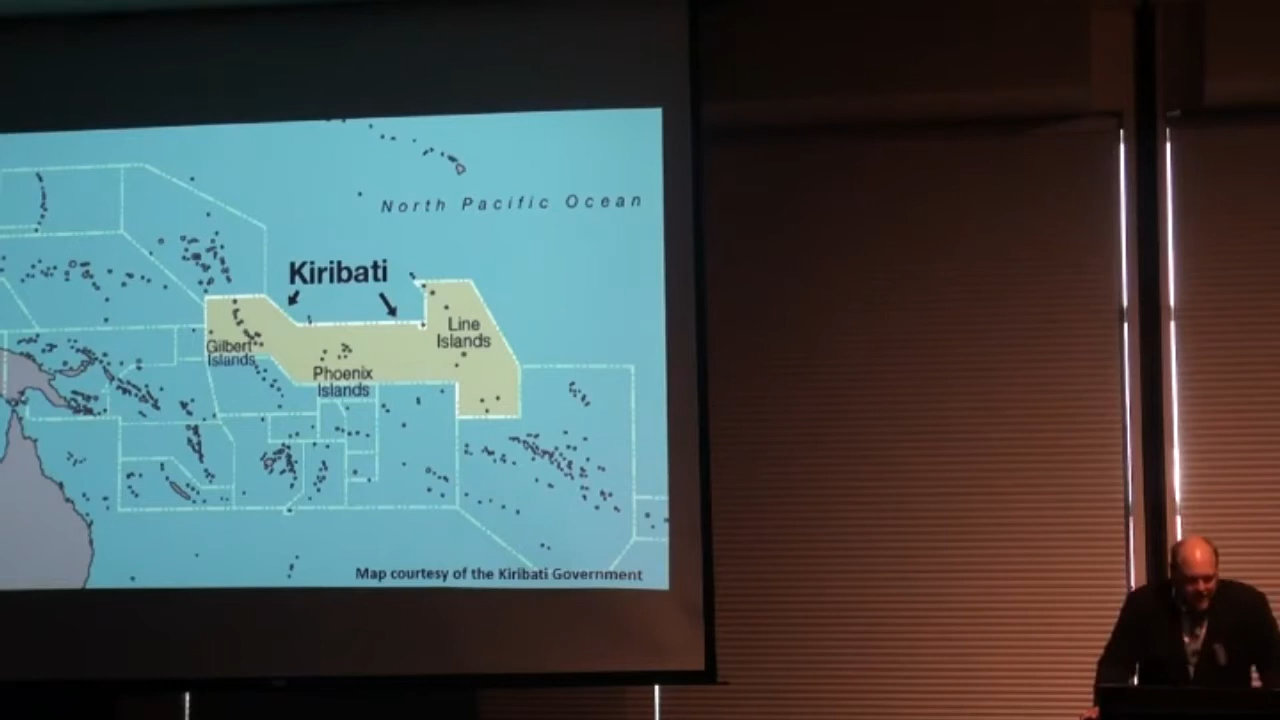 North Pacific Ocean
Kiribati
Line
Islands
Gilbert
Islands
Phoenix
Islands
Map courtesy of the Kiribati Government